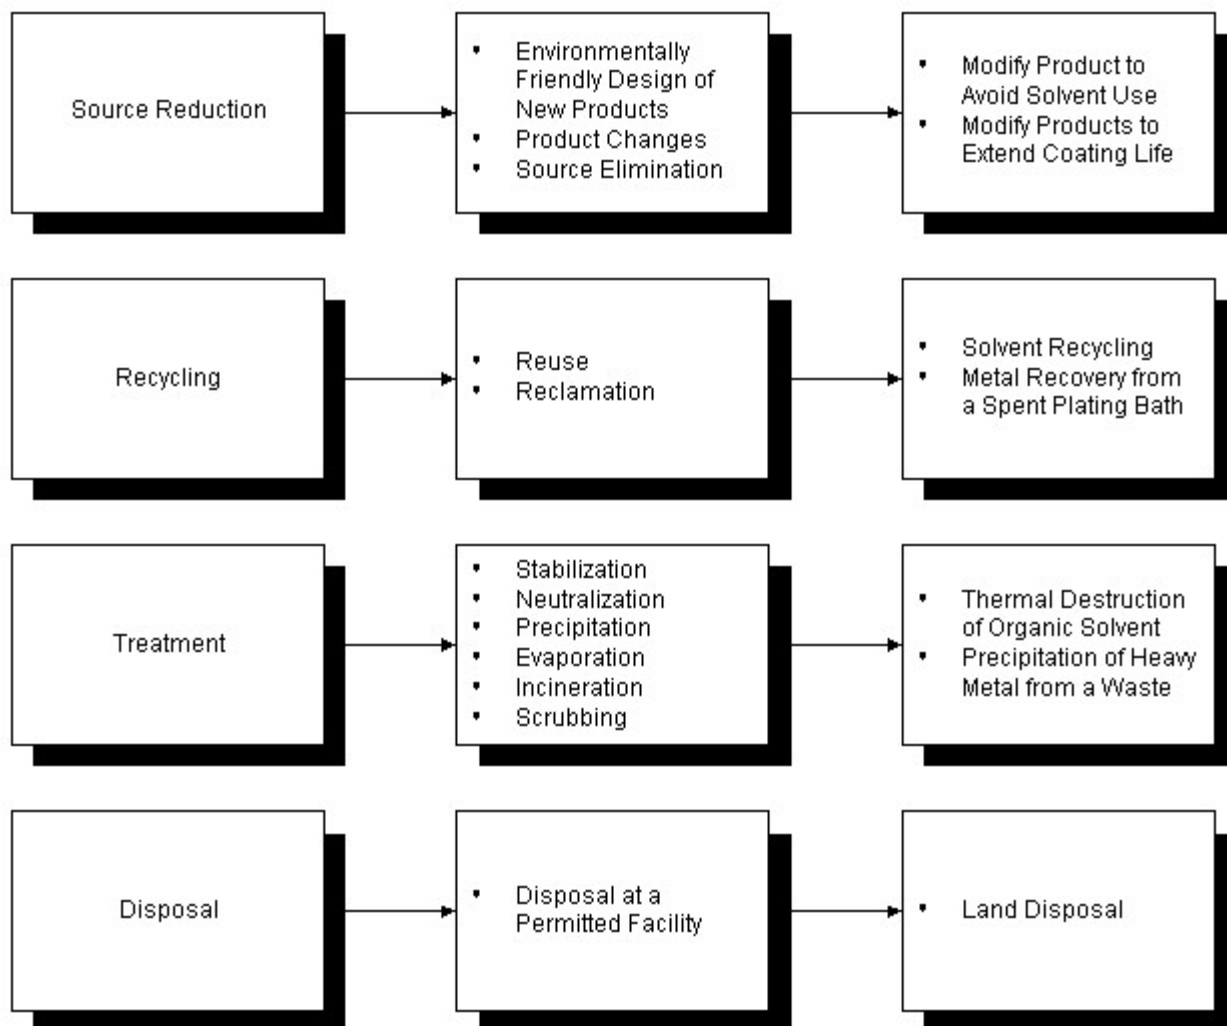 Source Reduction
• Environmentally
Friendly Design of
New Products
• Product Changes
• Source Elimination
• Modify Product to
Avoid Solvent Use
• Modify Products to
Extend Coating Life
Recycling
• Reuse
• Reclamation
• Solvent Recycling
• Metal Recovery from
a Spent Plating Bath
Treatment
• Stabilization
• Neutralization
• Precipitation
• Evaporation
• Incineration
• Scrubbing
• Thermal Destruction
of Organic Solvent
• Precipitation of Heavy
Metal from a Waste
Disposal
• Disposal at a
Permitted Facility
• Land Disposal